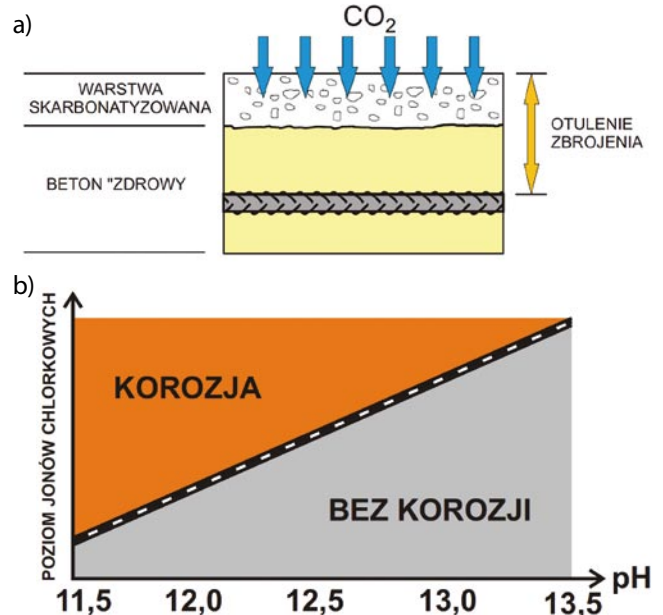 a)
CO2
WARSTWA
SKARBONATYZOWANA
OTULENIE
ZBROJENIA
BETON "ZDROWY
b)
POZIOM JONÓW CHLORKOWYCH
KOROZJA
BEZ KOROZJI
11,5 12,0 12,5 13,0 13,5
pH